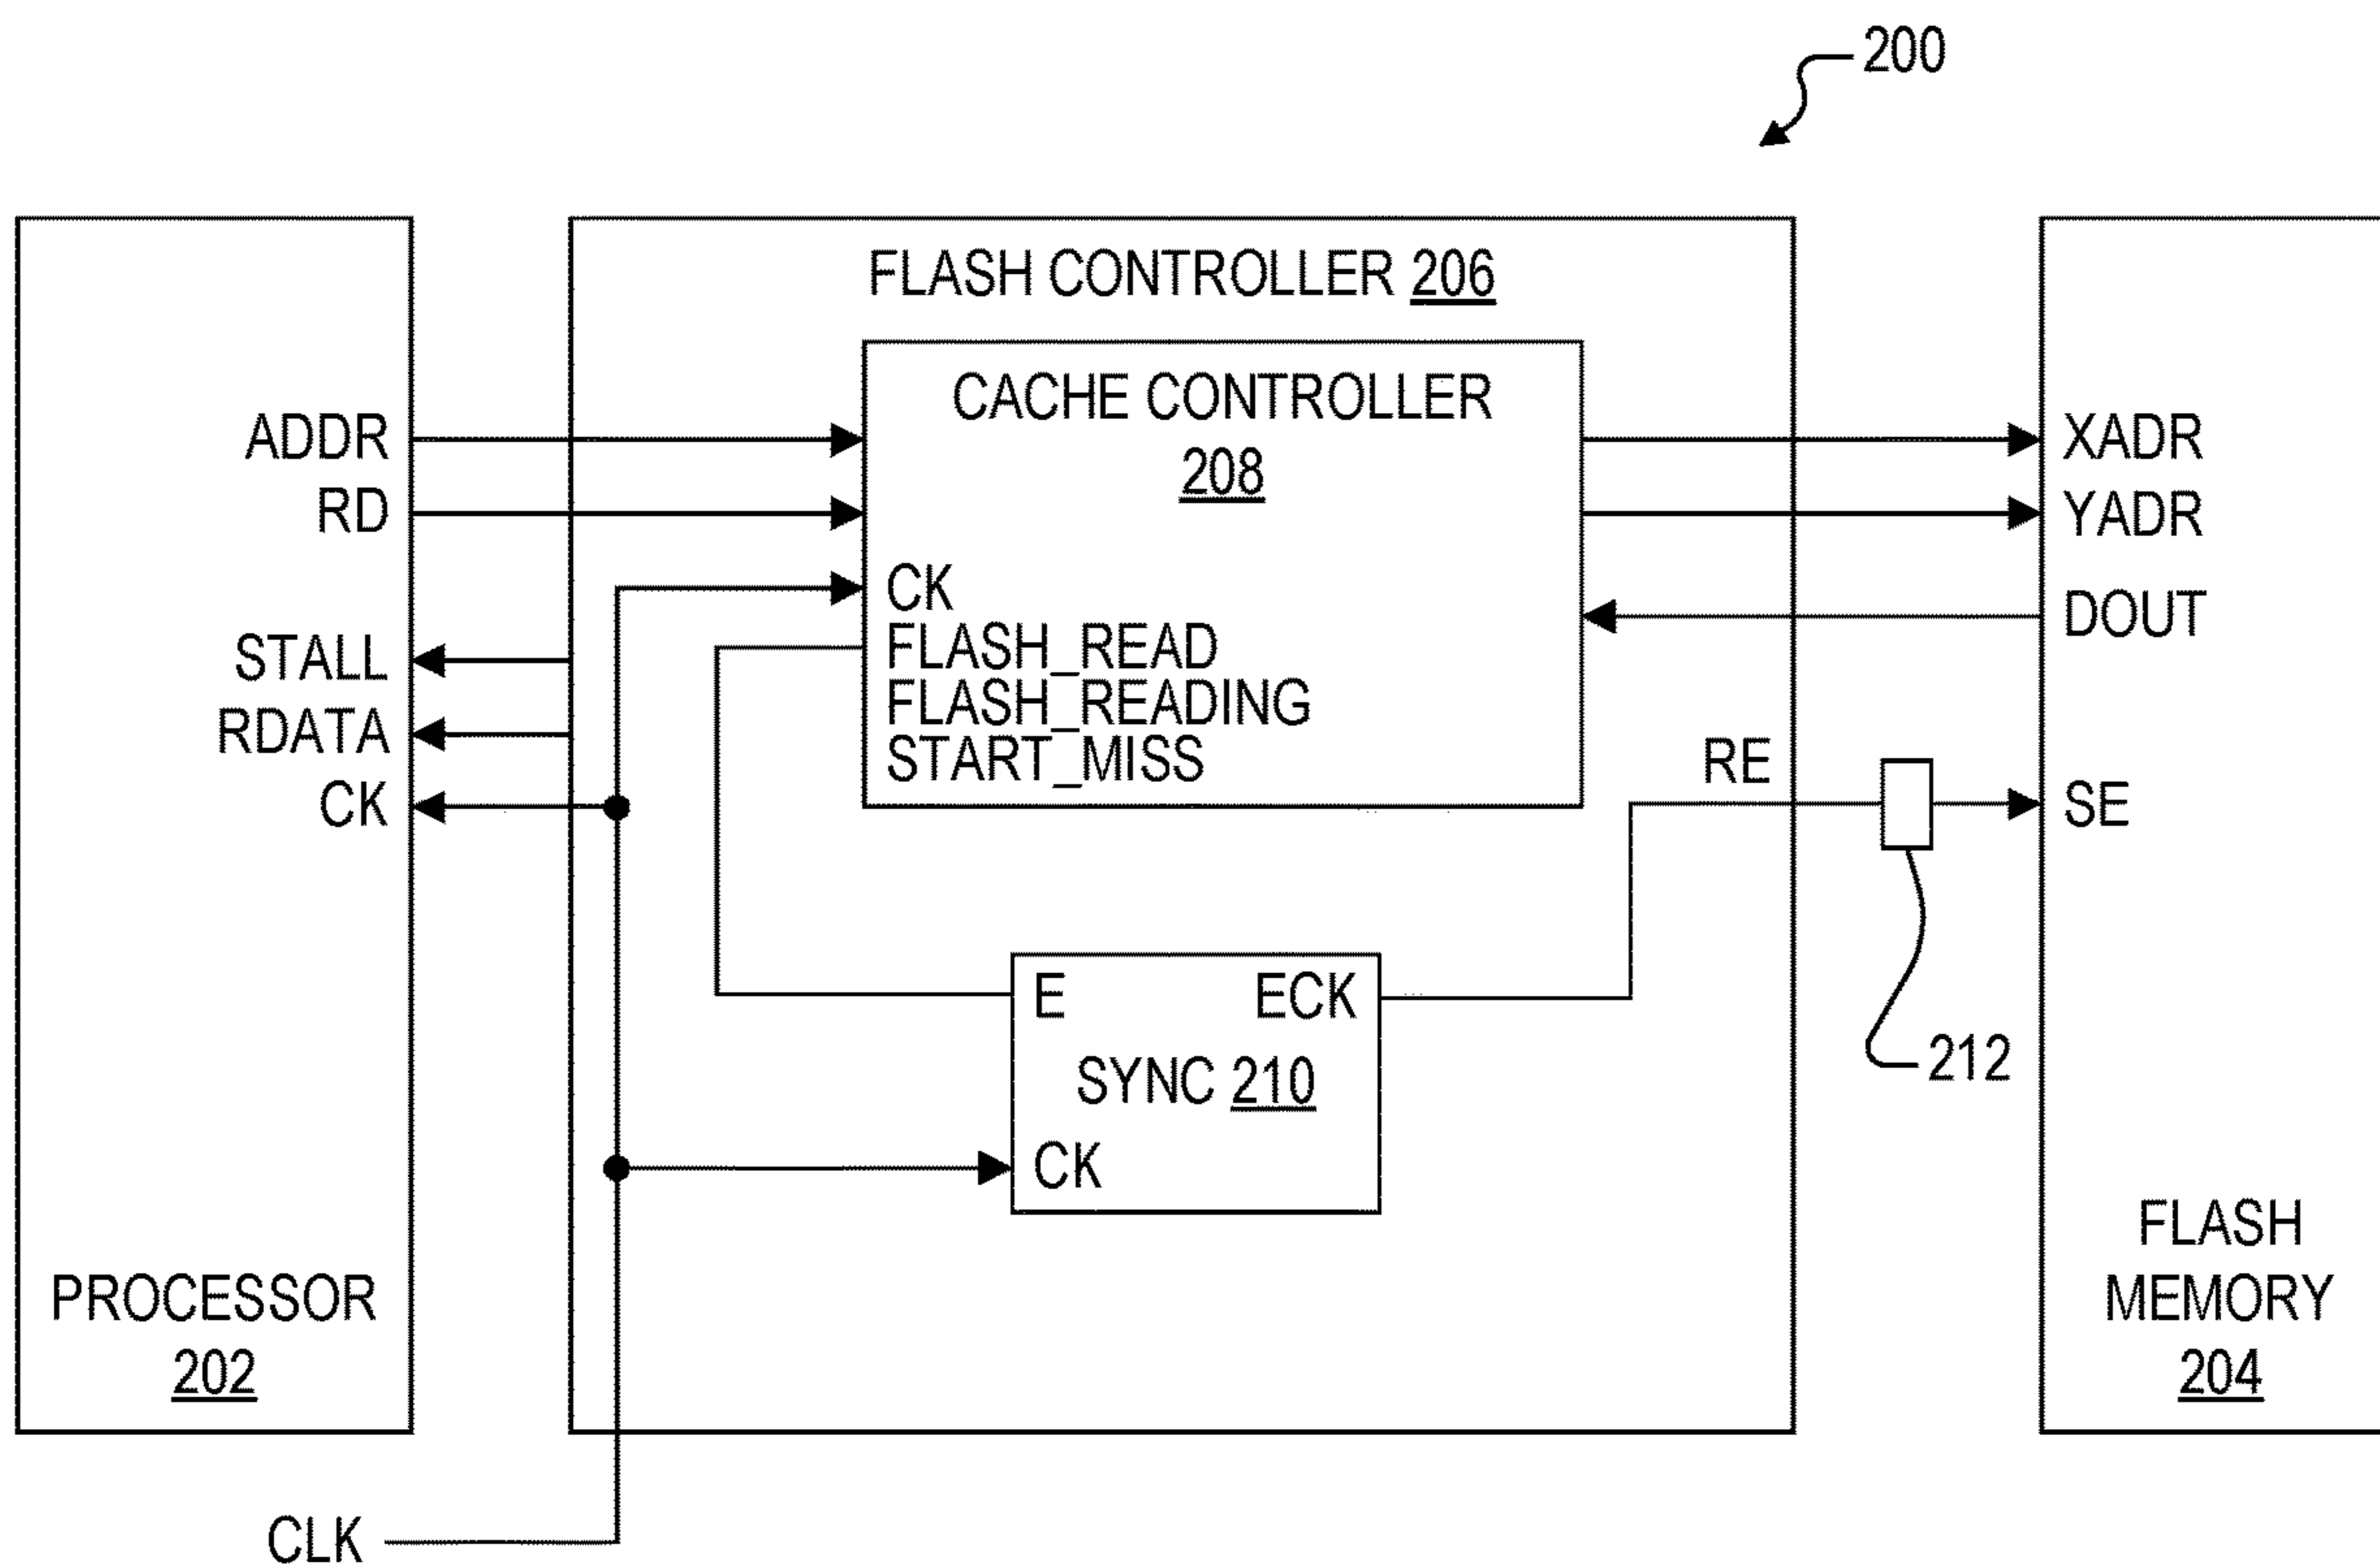 200
FLASH CONTROLLER 206
CACHE CONTROLLER
208
ADDR
RD
STALL
RDATA
CK
PROCESSOR
202
CK
FLASH_READ
FLASH_READING
START_MISS
RE
E
ECK
SYNC 210
CK
212
XADR
YADR
DOUT
SE
FLASH
MEMORY
204
CLK